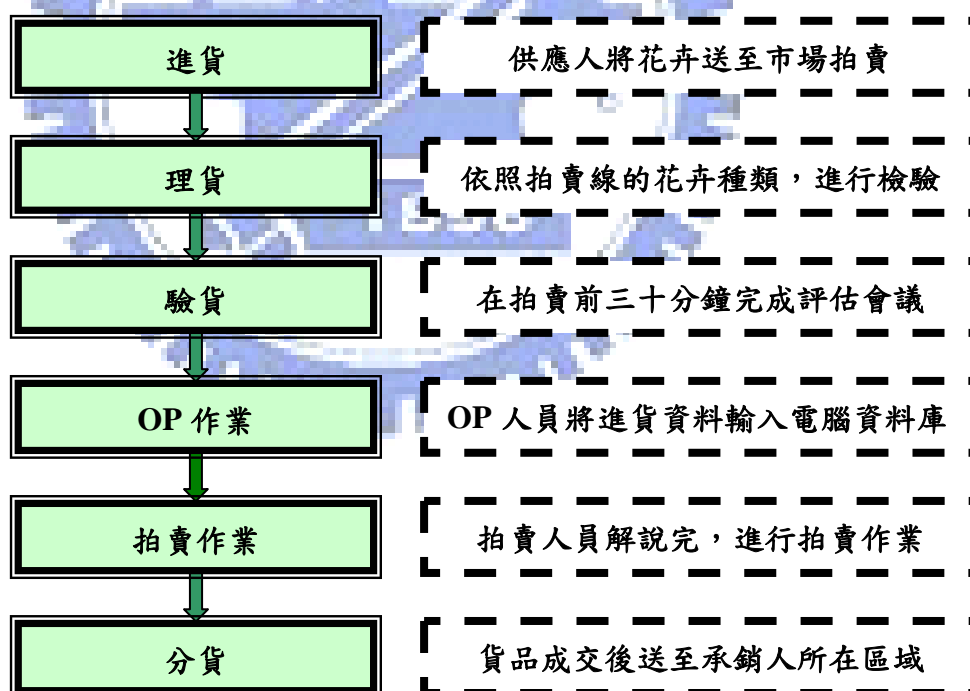 進貨
供應人將花卉送至市場拍賣
理貨
依照拍賣線的花卉種類，進行檢驗
驗貨
在拍賣前三十分鐘完成評估會議
OP 作業
OP 人員將進貨資料輸入電腦資料庫
拍賣作業
拍賣人員解說完，進行拍賣作業
分貨
貨品成交後送至承銷人所在區域